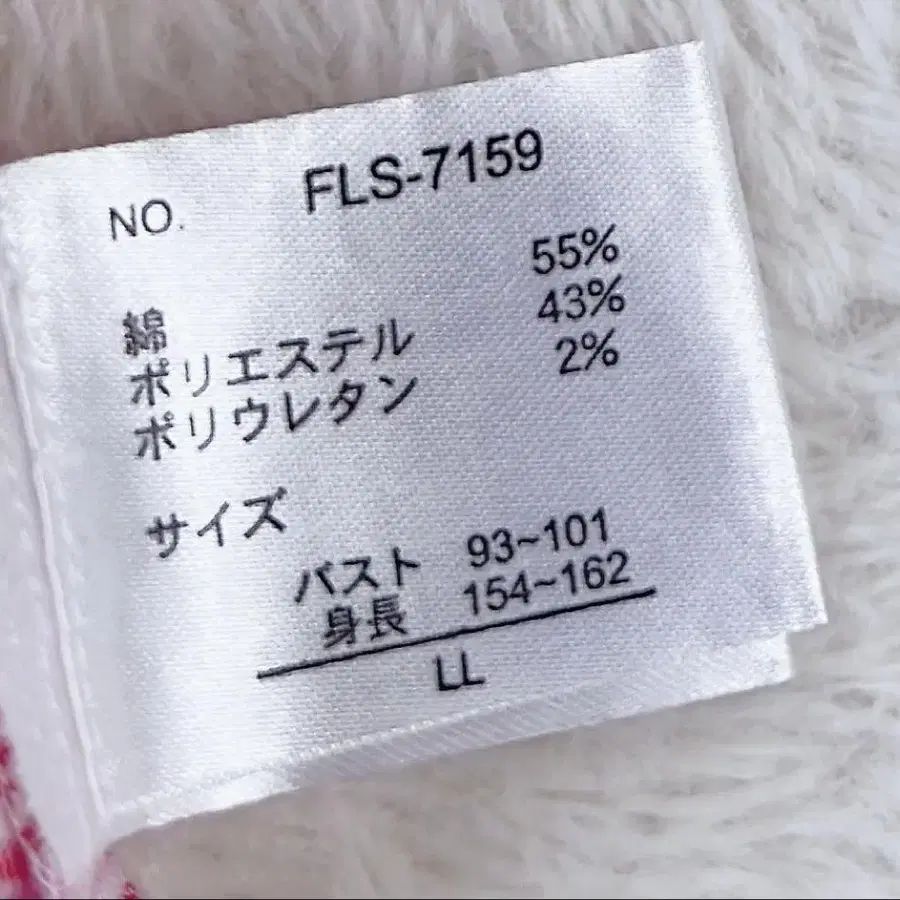 NO. FLS-7159
綿 55%
ポリエステル 43%
ポリウレタン 2%
サイズ
バスト 93~101
身長 154~162
LL